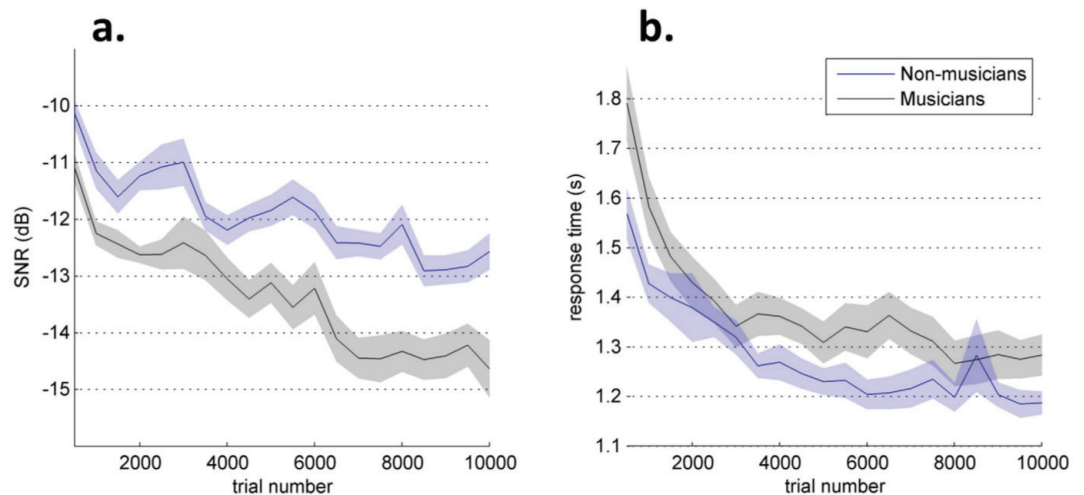 a.
SNR (dB)
-10
-11
-12
-13
-14
-15
2000 4000 6000 8000 10000
trial number
b.
Non-musicians
Musicians
response time (s)
1.8
1.7
1.6
1.5
1.4
1.3
1.2
1.1
2000 4000 6000 8000 10000
trial number